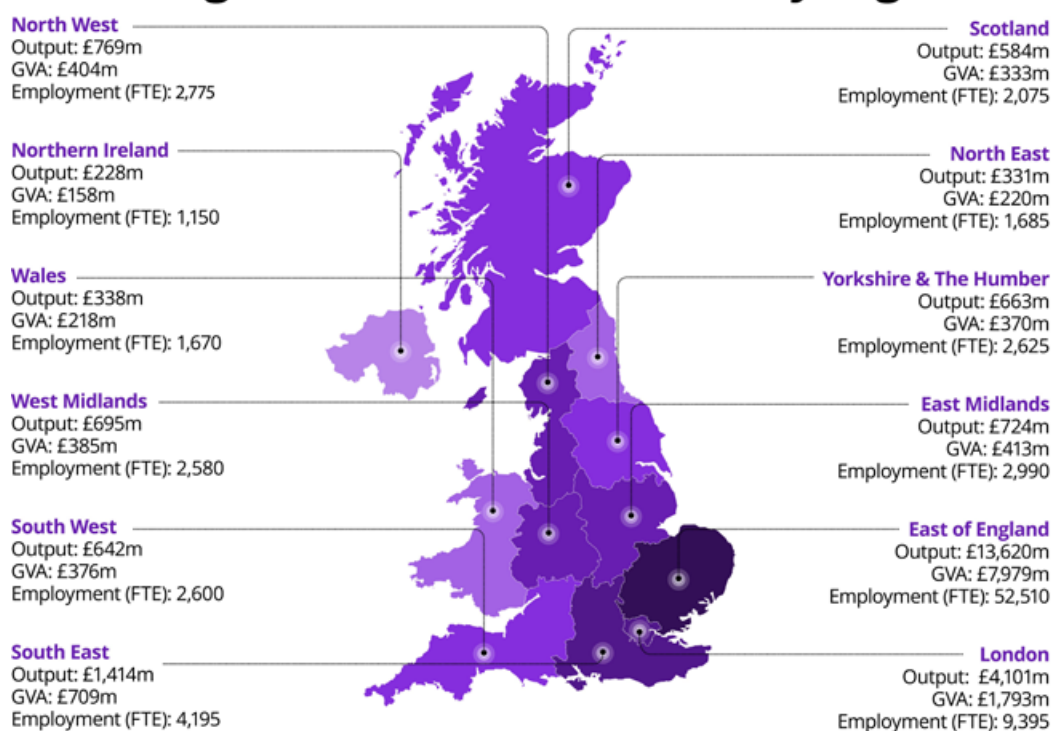 North West
Output: £769m
GVA: £404m
Employment (FTE): 2,775
Northern Ireland
Output: £228m
GVA: £158m
Employment (FTE): 1,150
Wales
Output: £338m
GVA: £218m
Employment (FTE): 1,670
West Midlands
Output: £695m
GVA: £385m
Employment (FTE): 2,580
South West
Output: £642m
GVA: £376m
Employment (FTE): 2,600
South East
Output: £1,414m
GVA: £709m
Employment (FTE): 4,195
Scotland
Output: £584m
GVA: £333m
Employment (FTE): 2,075
North East
Output: £331m
GVA: £220m
Employment (FTE): 1,685
Yorkshire & The Humber
Output: £663m
GVA: £370m
Employment (FTE): 2,625
East Midlands
Output: £724m
GVA: £413m
Employment (FTE): 2,990
East of England
Output: £13,620m
GVA: £7,979m
Employment (FTE): 52,510
London
Output: £4,101m
GVA: £1,793m
Employment (FTE): 9,395